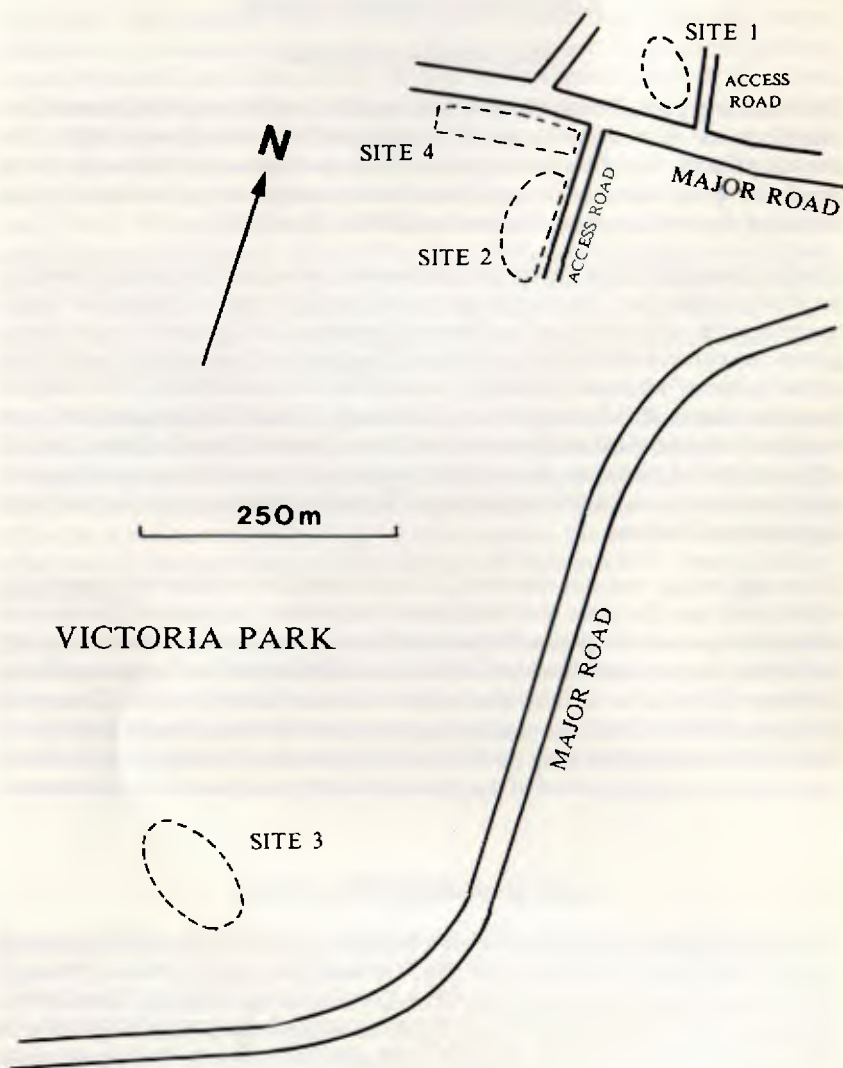 SITE 1
ACCESS
ROAD
N
SITE 4
MAJOR ROAD
ACCESS ROAD
SITE 2
250m
VICTORIA PARK
MAJOR ROAD
SITE 3